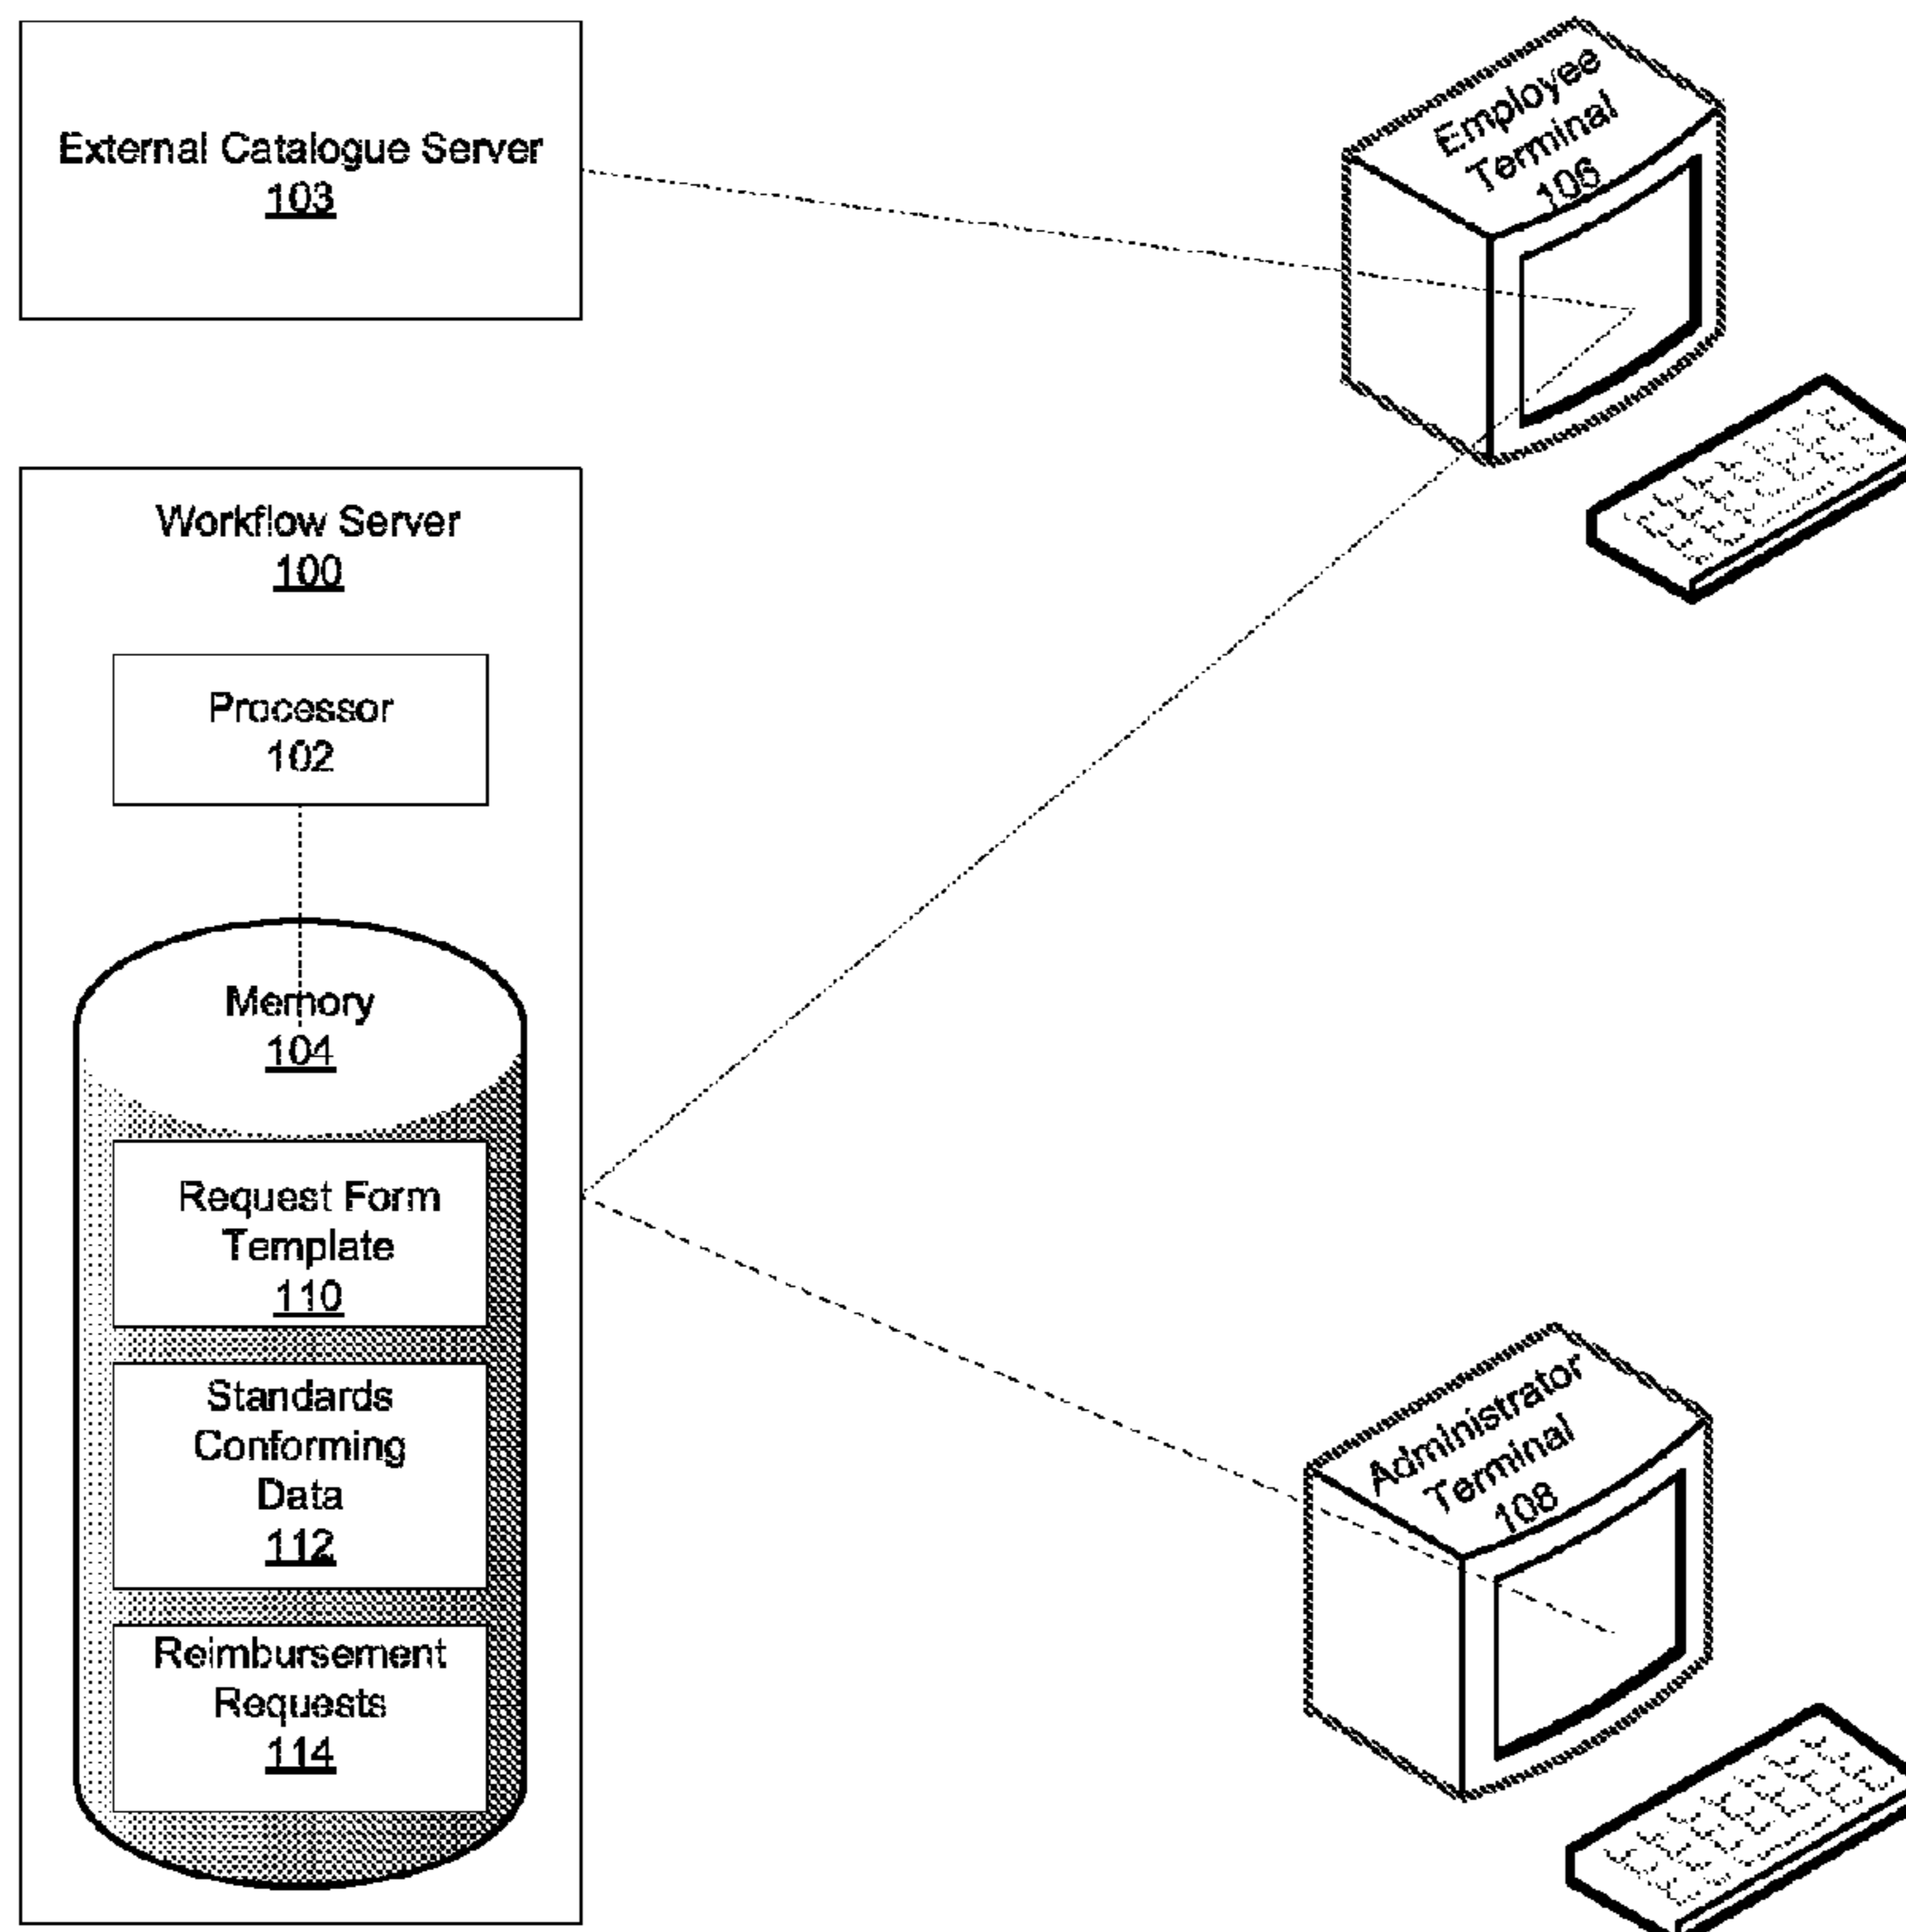 External Catalogue Server
103
Employee
Terminal
106
Workflow Server
100
Processor
102
Memory
104
Request Form
Template
110
Standards
Conforming
Data
112
Reimbursement
Requests
114
Administrator
Terminal
108